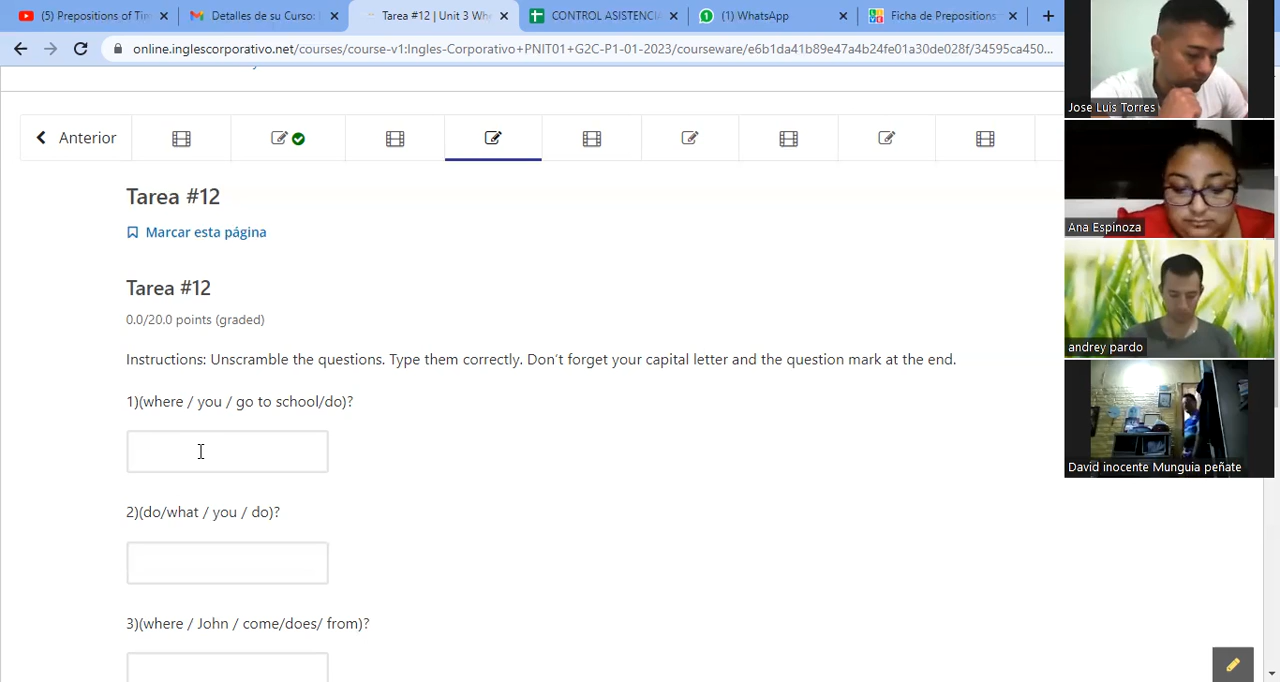 (5) Prepositions of Tim
Detalles de su Curso:
Tarea #12 | Unit 3 Whe
CONTROL ASISTENCIA
(1) WhatsApp
Ficha de Prepositions
online.inglescorporativo.net/courses/course-v1:Ingles-Corporativo+PNIT01+G2C-P1-01-2023/courseware/e6b1da41b89e47a4b24fe01a30de028f/34595ca450...
Anterior
Tarea #12
Marcar esta página
Tarea #12
0.0/20.0 points (graded)
Instructions: Unscramble the questions. Type them correctly. Don't forget your capital letter and the question mark at the end.
1)(where / you / go to school/do)?
2)(do/what / you / do)?
3)(where / John / come/does/ from)?
Jose Luis Torres
Ana Espinoza
andrey pardo
David inocente Munguia peñate